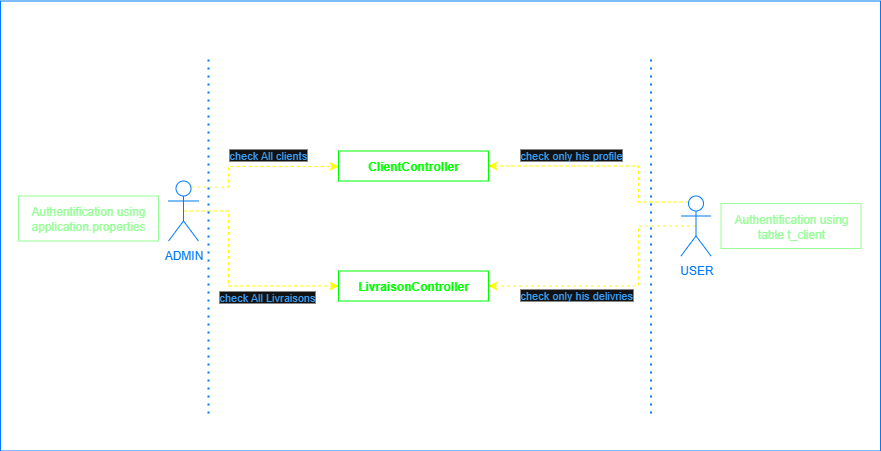 check All clients
ClientController
check only his profile
Authentification using
application.properties
ADMIN
Authentification using
table t_client
USER
check All Livraisons
LivraisonController
check only his delivries